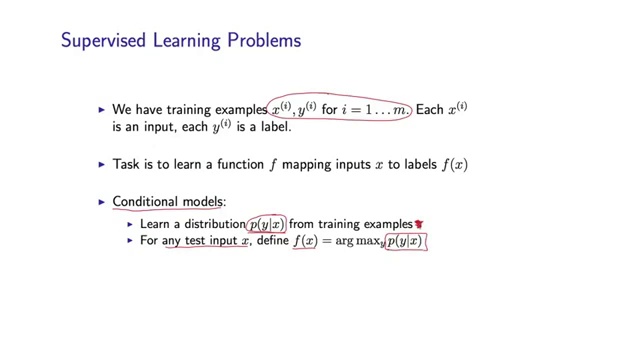 Supervised Learning Problems
▶ We have training examples x^(i), y^(i) for i = 1 . . . m. Each x^(i)
is an input, each y^(i) is a label.
▶ Task is to learn a function f mapping inputs x to labels f(x)
▶ Conditional models:
▶ Learn a distribution p(y|x) from training examples
▶ For any test input x, define f(x) = arg max_y p(y|x)